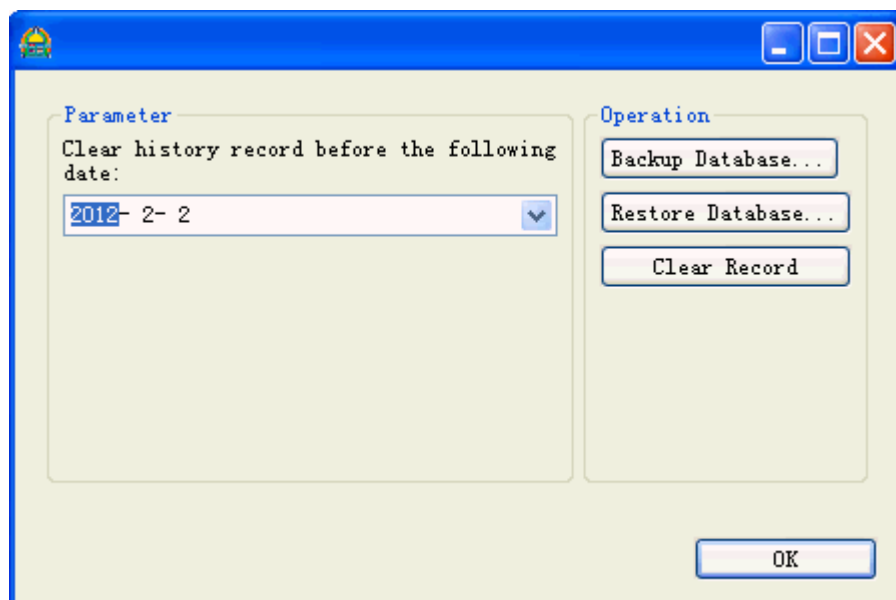 Parameter
Clear history record before the following
date:
2012- 2- 2
Operation
Backup Database...
Restore Database...
Clear Record
OK